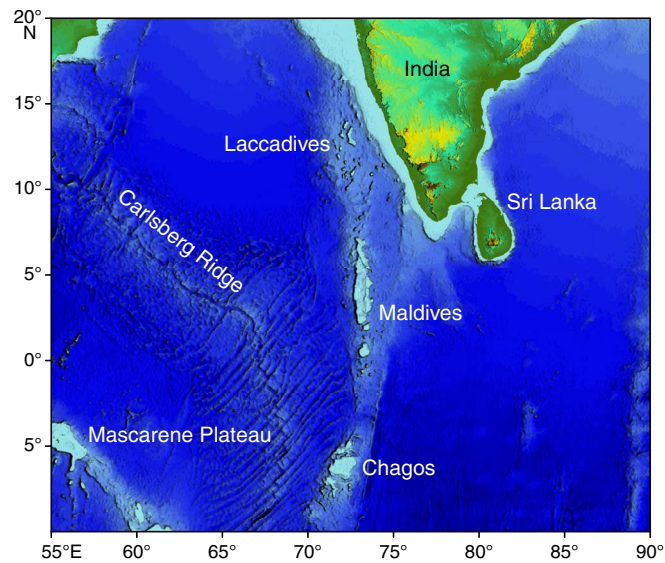 20°
N
India
15°
Laccadives
10°
Sri Lanka
Carlsberg Ridge
5°
Maldives
0°
Mascarene Plateau
5°
Chagos
55°E 60° 65° 70° 75° 80° 85° 90°